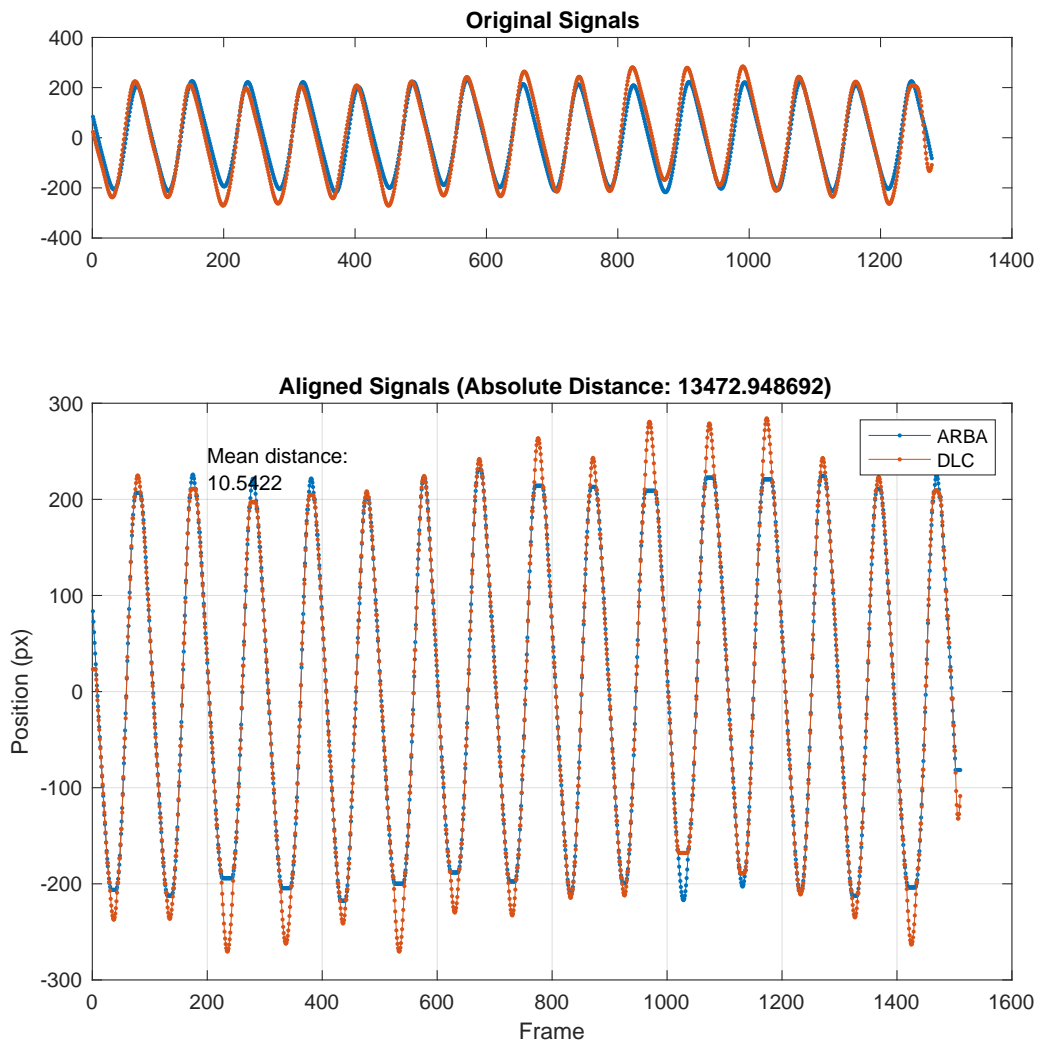 Original Signals
400
200
0
-200
-400
0 200 400 600 800 1000 1200 1400
Aligned Signals (Absolute Distance: 13472.948692)
300
200
100
0
-100
-200
-300
Position (px)
Mean distance:
10.5422
ARBA
DLC
0 200 400 600 800 1000 1200 1400 1600
Frame